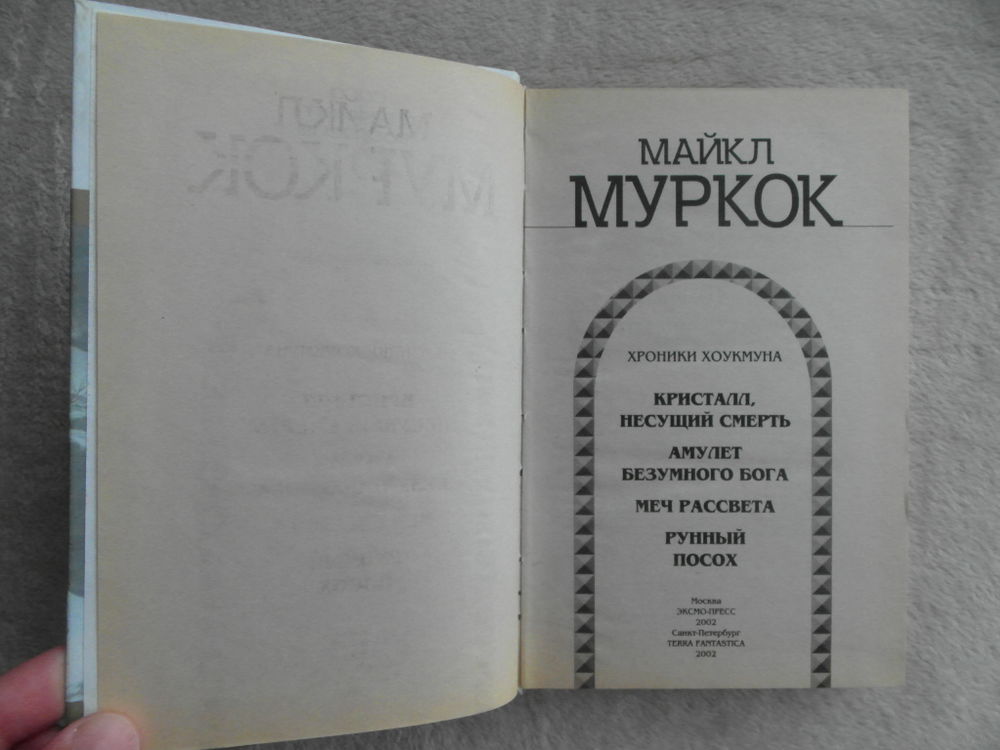 МАЙКЛ
МУРКОК
ХРОНИКИ ХОУКМУНА
КРИСТАЛЛ,
НЕСУЩИЙ СМЕРТЬ
АМУЛЕТ
БЕЗУМНОГО БОГА
МЕЧ РАССВЕТА
РУННЫЙ
ПОСОХ
Москва
ЭКСМО-ПРЕСС
2002
Санкт-Петербург
TERRA FANTASTICA
2002